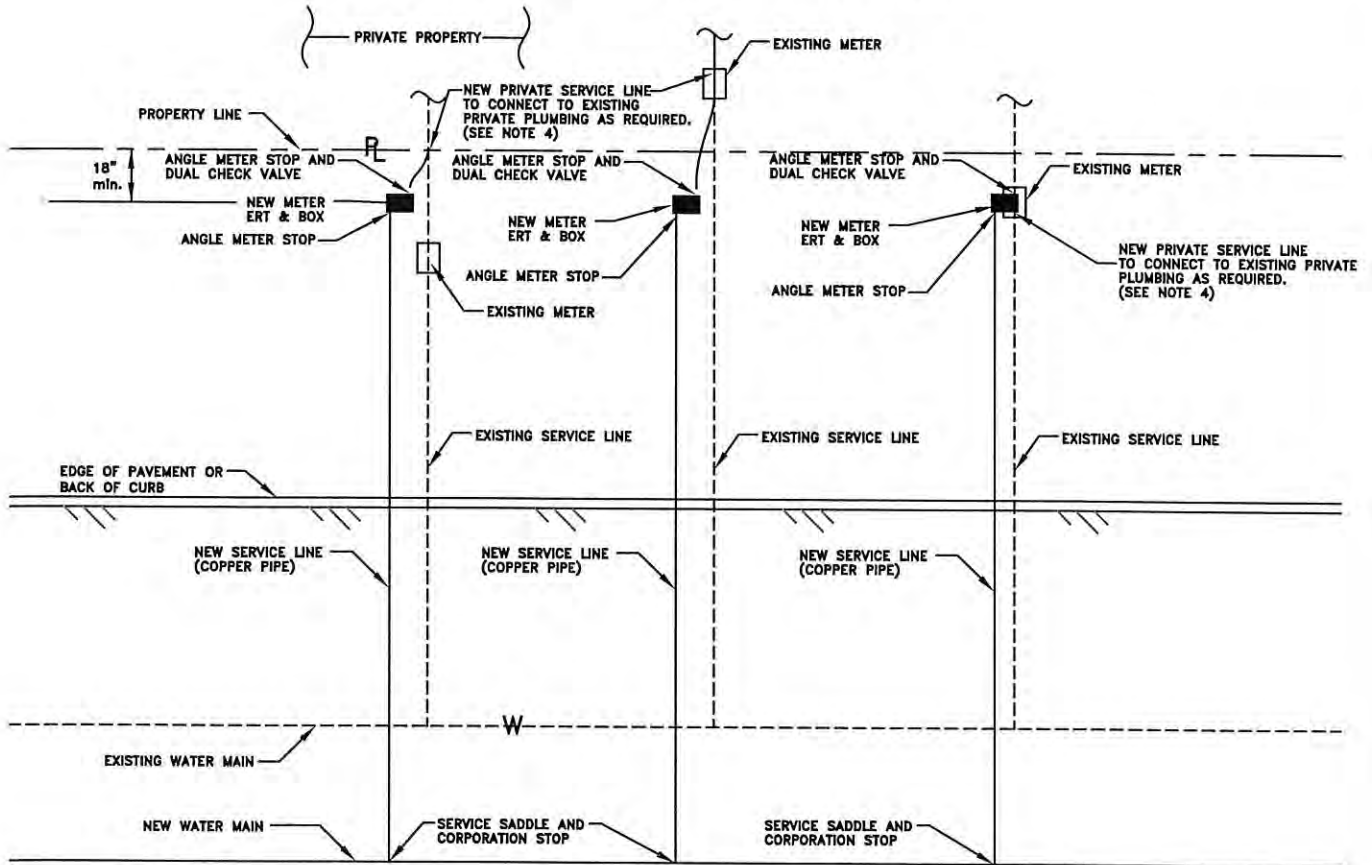 PRIVATE PROPERTY
EXISTING METER
NEW PRIVATE SERVICE LINE
TO CONNECT TO EXISTING
PRIVATE PLUMBING AS REQUIRED.
(SEE NOTE 4)
PROPERTY LINE
PL
18"
min.
ANGLE METER STOP AND
DUAL CHECK VALVE
ANGLE METER STOP AND
DUAL CHECK VALVE
ANGLE METER STOP AND
DUAL CHECK VALVE
EXISTING METER
NEW METER
ERT & BOX
NEW METER
ERT & BOX
NEW METER
ERT & BOX
ANGLE METER STOP
ANGLE METER STOP
ANGLE METER STOP
NEW PRIVATE SERVICE LINE
TO CONNECT TO EXISTING PRIVATE
PLUMBING AS REQUIRED.
(SEE NOTE 4)
EXISTING METER
EXISTING SERVICE LINE
EXISTING SERVICE LINE
EXISTING SERVICE LINE
EDGE OF PAVEMENT OR
BACK OF CURB
NEW SERVICE LINE
(COPPER PIPE)
NEW SERVICE LINE
(COPPER PIPE)
NEW SERVICE LINE
(COPPER PIPE)
W
EXISTING WATER MAIN
NEW WATER MAIN
SERVICE SADDLE AND
CORPORATION STOP
SERVICE SADDLE AND
CORPORATION STOP